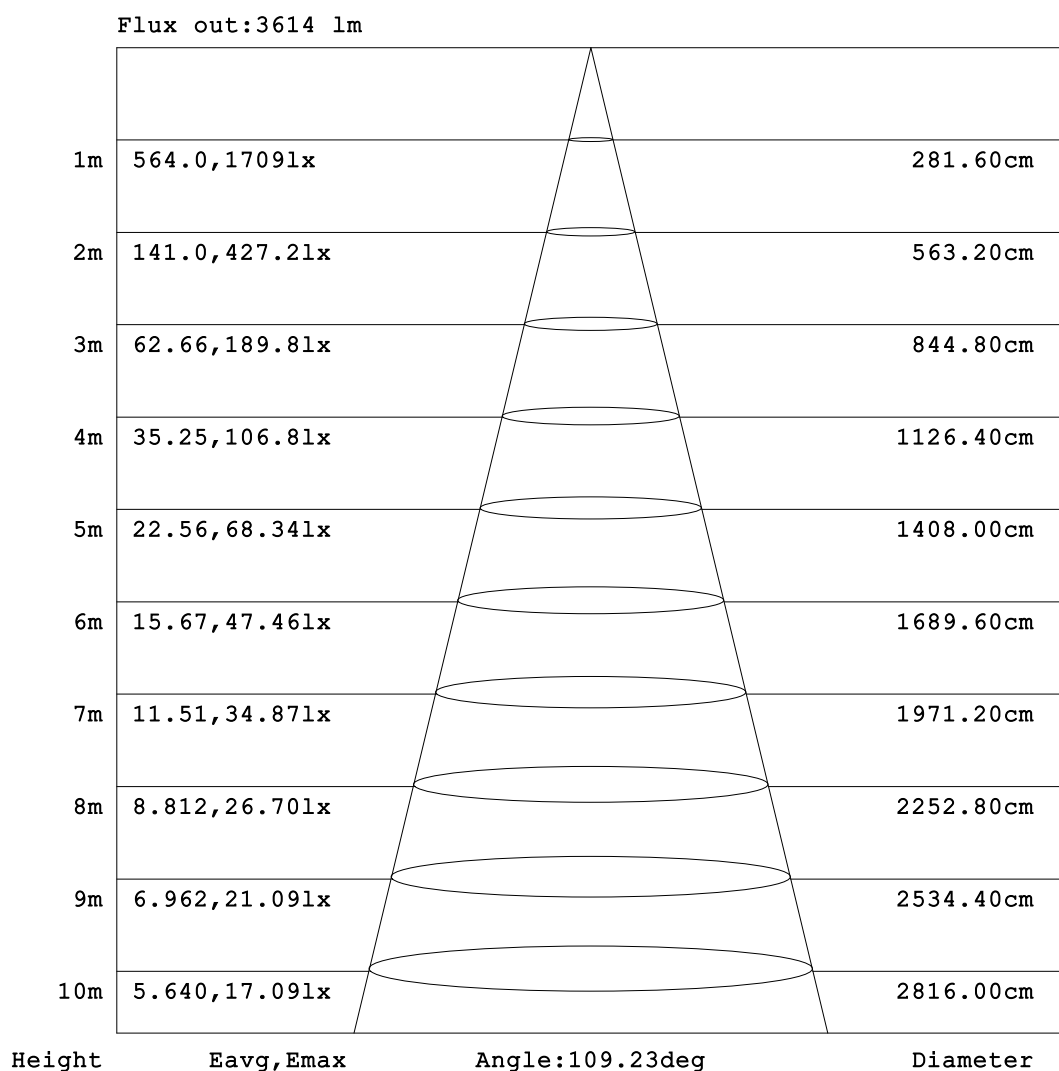 Flux out:3614 lm
1m 564.0,1709lx 281.60cm
2m 141.0,427.2lx 563.20cm
3m 62.66,189.8lx 844.80cm
4m 35.25,106.8lx 1126.40cm
5m 22.56,68.34lx 1408.00cm
6m 15.67,47.46lx 1689.60cm
7m 11.51,34.87lx 1971.20cm
8m 8.812,26.70lx 2252.80cm
9m 6.962,21.09lx 2534.40cm
10m 5.640,17.09lx 2816.00cm
Height Eavg,Emax Angle:109.23deg Diameter